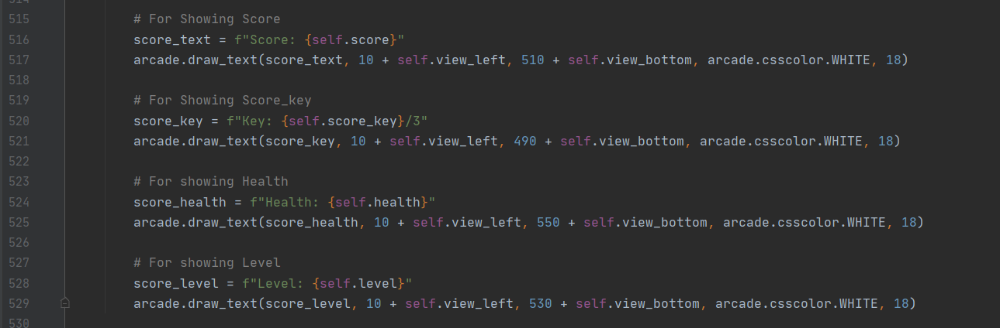 514
515 # For Showing Score
516 score_text = f"Score: {self.score}"
517 arcade.draw_text(score_text, 10 + self.view_left, 510 + self.view_bottom, arcade.csscolor.WHITE, 18)
518
519 # For Showing Score_key
520 score_key = f"Key: {self.score_key}/3"
521 arcade.draw_text(score_key, 10 + self.view_left, 490 + self.view_bottom, arcade.csscolor.WHITE, 18)
522
523 # For showing Health
524 score_health = f"Health: {self.health}"
525 arcade.draw_text(score_health, 10 + self.view_left, 550 + self.view_bottom, arcade.csscolor.WHITE, 18)
526
527 # For showing Level
528 score_level = f"Level: {self.level}"
529 arcade.draw_text(score_level, 10 + self.view_left, 530 + self.view_bottom, arcade.csscolor.WHITE, 18)
530